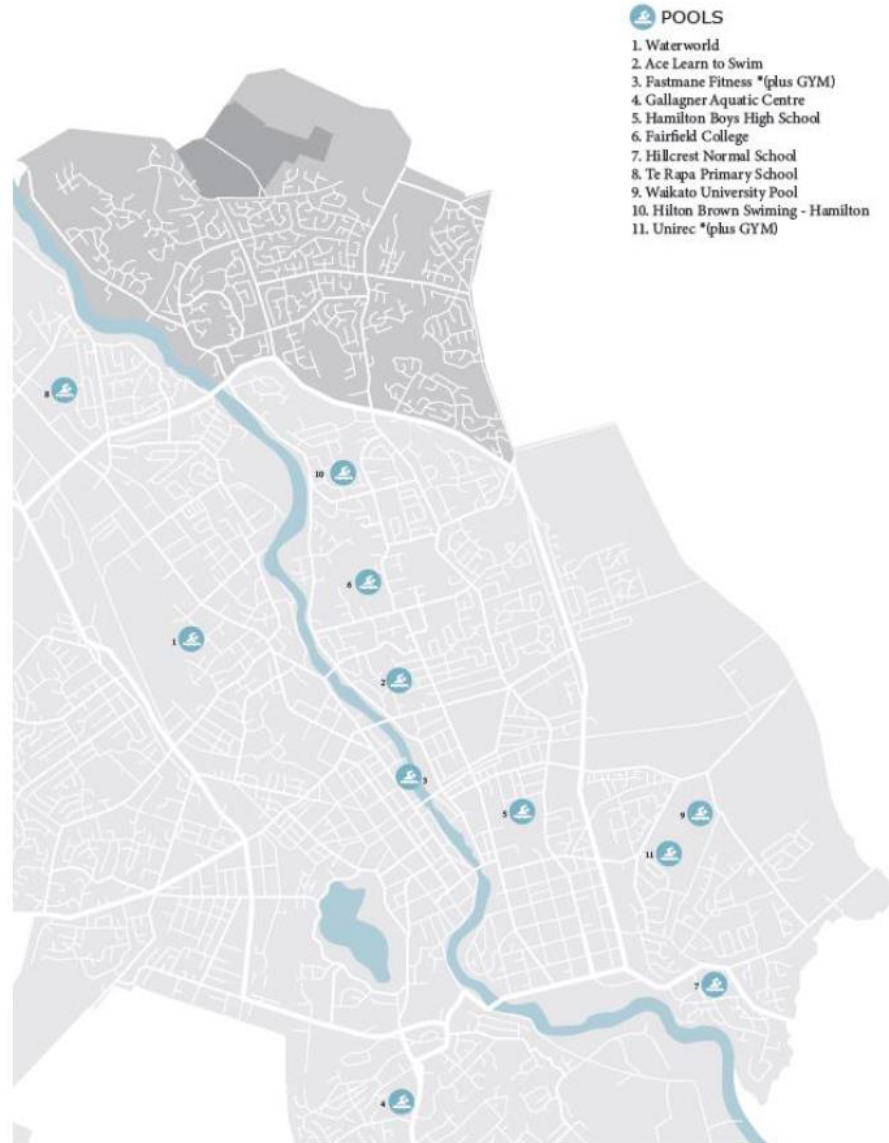 POOLS
1. Waterworld
2. Ace Learn to Swim
3. Fastmane Fitness *(plus GYM)
4. Gallagner Aquatic Centre
5. Hamilton Boys High School
6. Fairfield College
7. Hillcrest Normal School
8. Te Rapa Primary School
9. Waikato University Pool
10. Hilton Brown Swiming - Hamilton
11. Unirec *(plus GYM)
8
10
6
1
2
3
5
9
11
7
4